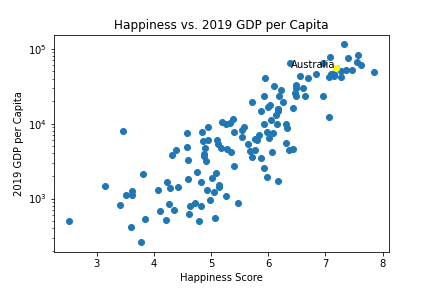 Happiness vs. 2019 GDP per Capita
10⁵
Australia
10⁴
10³
2019 GDP per Capita
3 4 5 6 7 8
Happiness Score